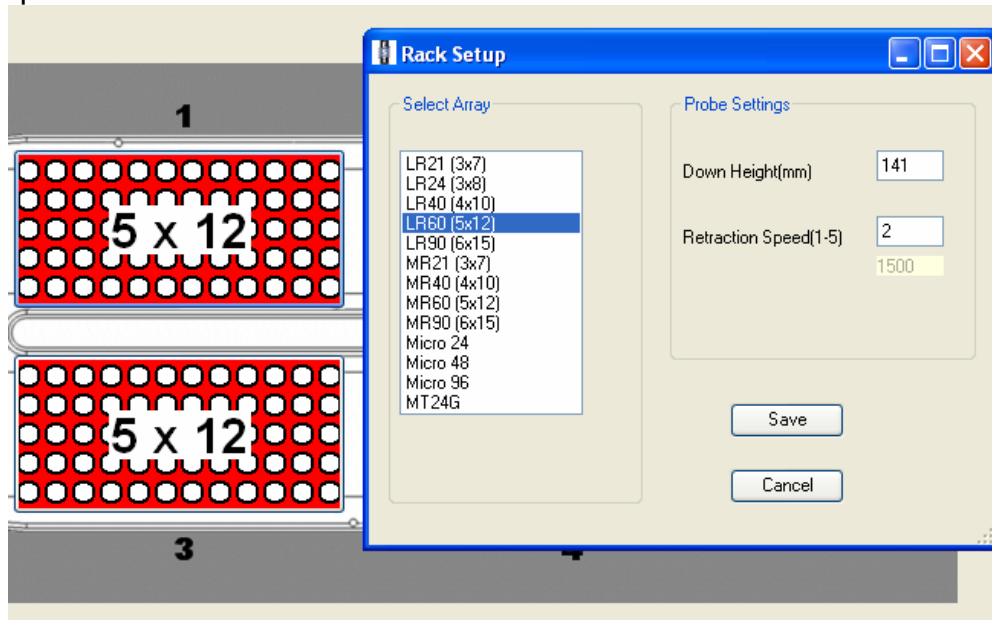 1
5 x 12
5 x 12
3
Rack Setup
Select Array
LR21 (3x7)
LR24 (3x8)
LR40 (4x10)
LR60 (5x12)
LR90 (6x15)
MR21 (3x7)
MR40 (4x10)
MR60 (5x12)
MR90 (6x15)
Micro 24
Micro 48
Micro 96
MT24G
Probe Settings
Down Height(mm) 141
Retraction Speed(1-5) 2
1500
Save
Cancel